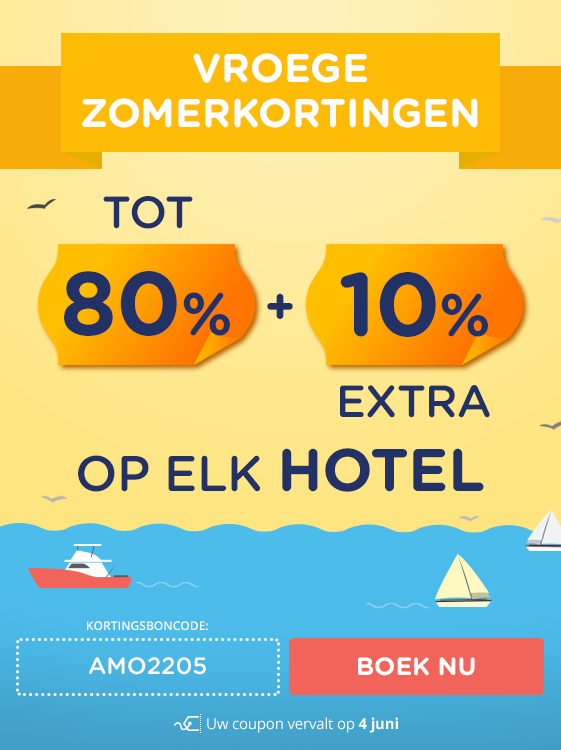 VROEGE
ZOMERKORTINGEN
TOT
80% + 10%
EXTRA
OP ELK HOTEL
KORTINGSBONCODE:
AMO2205
BOEK NU
Uw coupon vervalt op 4 juni